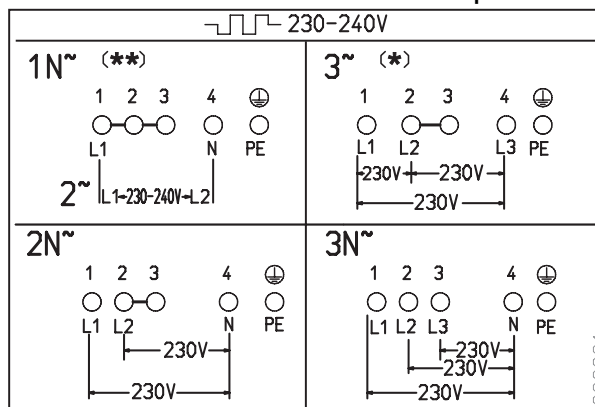 230-240V
1N~ (**)
1 2 3 4
L1 N PE
2~ L1 230-240V L2
3~ (*)
1 2 3 4
L1 L2 L3 PE
230V 230V
230V
2N~
1 2 3 4
L1 L2 N PE
230V
230V
3N~
1 2 3 4
L1 L2 L3 N PE
230V
230V
230V